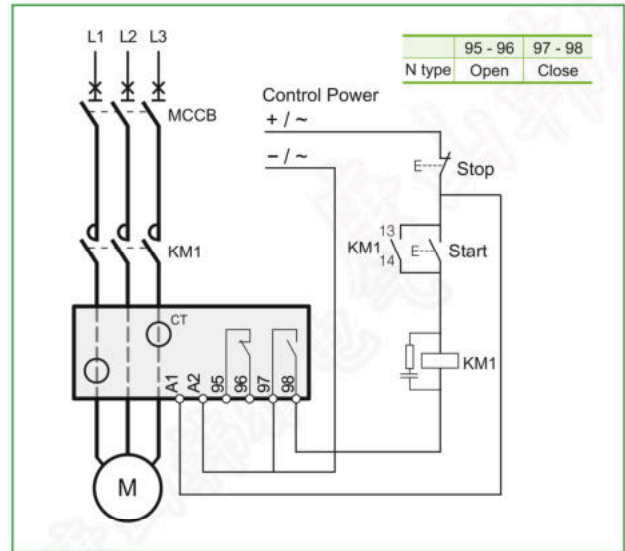 L1 L2 L3
95 - 96 97 - 98
N type Open Close
MCCB
Control Power
+ / ~
– / ~
E Stop
13
KM1 E Start
14
KM1
CT
KM1
A1 A2 95 96 97 98
M